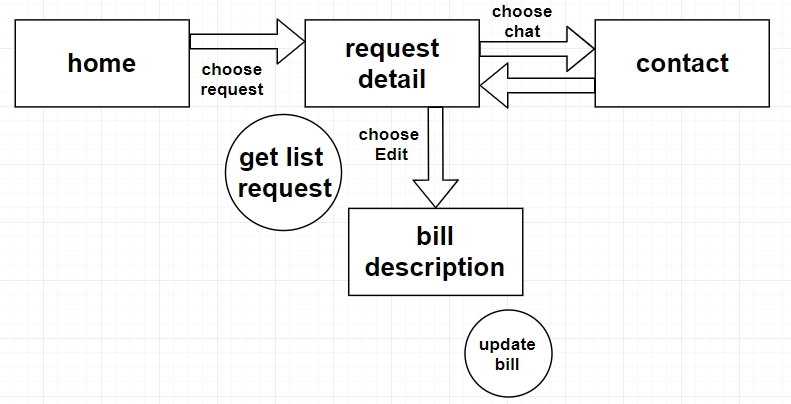 home
choose
request
request
detail
choose
chat
contact
get list
request
choose
Edit
bill
description
update
bill